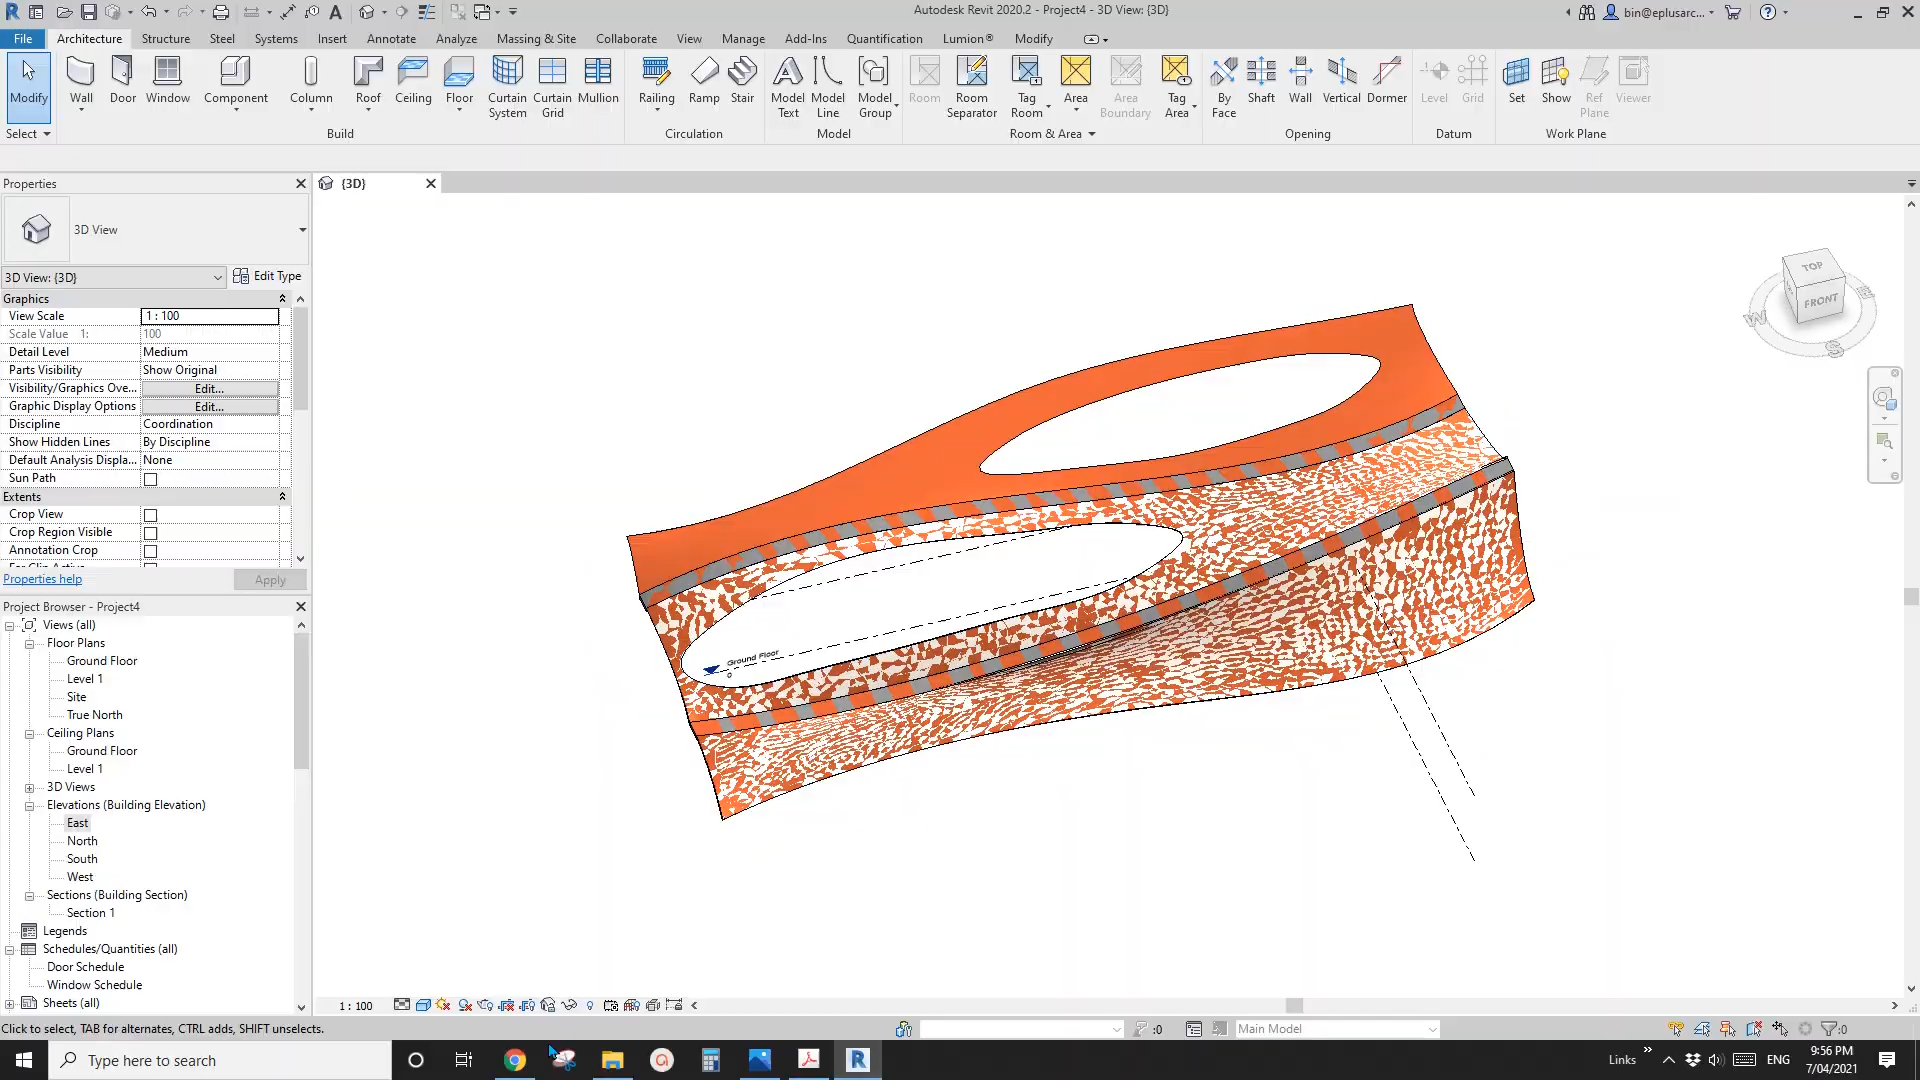 Autodesk Revit 2020.2 - Project4 - 3D View: {3D}
bin@eplusarc...
File Architecture Structure Steel Systems Insert Annotate Analyze Massing & Site Collaborate View Manage Add-Ins Quantification Lumion® Modify
Modify Wall Door Window Component Column Roof Ceiling Floor Curtain System Curtain Grid Mullion Railing Ramp Stair Model Text Model Line Model Group Room Room Separator Tag Room Area Area Boundary Tag Area By Face Shaft Wall Vertical Dormer Level Grid Set Show Ref Plane Viewer
Select Build Circulation Model Room & Area Opening Datum Work Plane
Properties
{3D}
3D View
3D View: {3D} Edit Type
Graphics
View Scale 1 : 100
Scale Value 1: 100
Detail Level Medium
Parts Visibility Show Original
Visibility/Graphics Ove... Edit...
Graphic Display Options Edit...
Discipline Coordination
Show Hidden Lines By Discipline
Default Analysis Displa... None
Sun Path
Extents
Crop View
Crop Region Visible
Annotation Crop
Properties help Apply
Project Browser - Project4
Views (all)
Floor Plans
Ground Floor
Level 1
Site
True North
Ceiling Plans
Ground Floor
Level 1
3D Views
Elevations (Building Elevation)
East
North
South
West
Sections (Building Section)
Section 1
Legends
Schedules/Quantities (all)
Door Schedule
Window Schedule
Sheets (all)
TOP
FRONT
W
S
E
Ground Floor
0
1 : 100
Click to select, TAB for alternates, CTRL adds, SHIFT unselects.
:0
Main Model
:0
Type here to search
Links
ENG
9:56 PM
7/04/2021